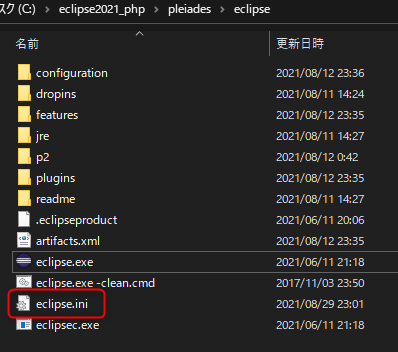 スク (C:) › eclipse2021_php › pleiades › eclipse
名前 更新日時
configuration 2021/08/12 23:36
dropins 2021/08/11 14:24
features 2021/08/12 23:35
jre 2021/08/11 14:27
p2 2021/08/12 0:42
plugins 2021/08/12 23:35
readme 2021/08/11 14:27
.eclipseproduct 2021/06/11 20:06
artifacts.xml 2021/08/12 23:35
eclipse.exe 2021/06/11 21:18
eclipse.exe -clean.cmd 2017/11/03 23:50
eclipse.ini 2021/08/29 23:01
eclipsec.exe 2021/06/11 21:18